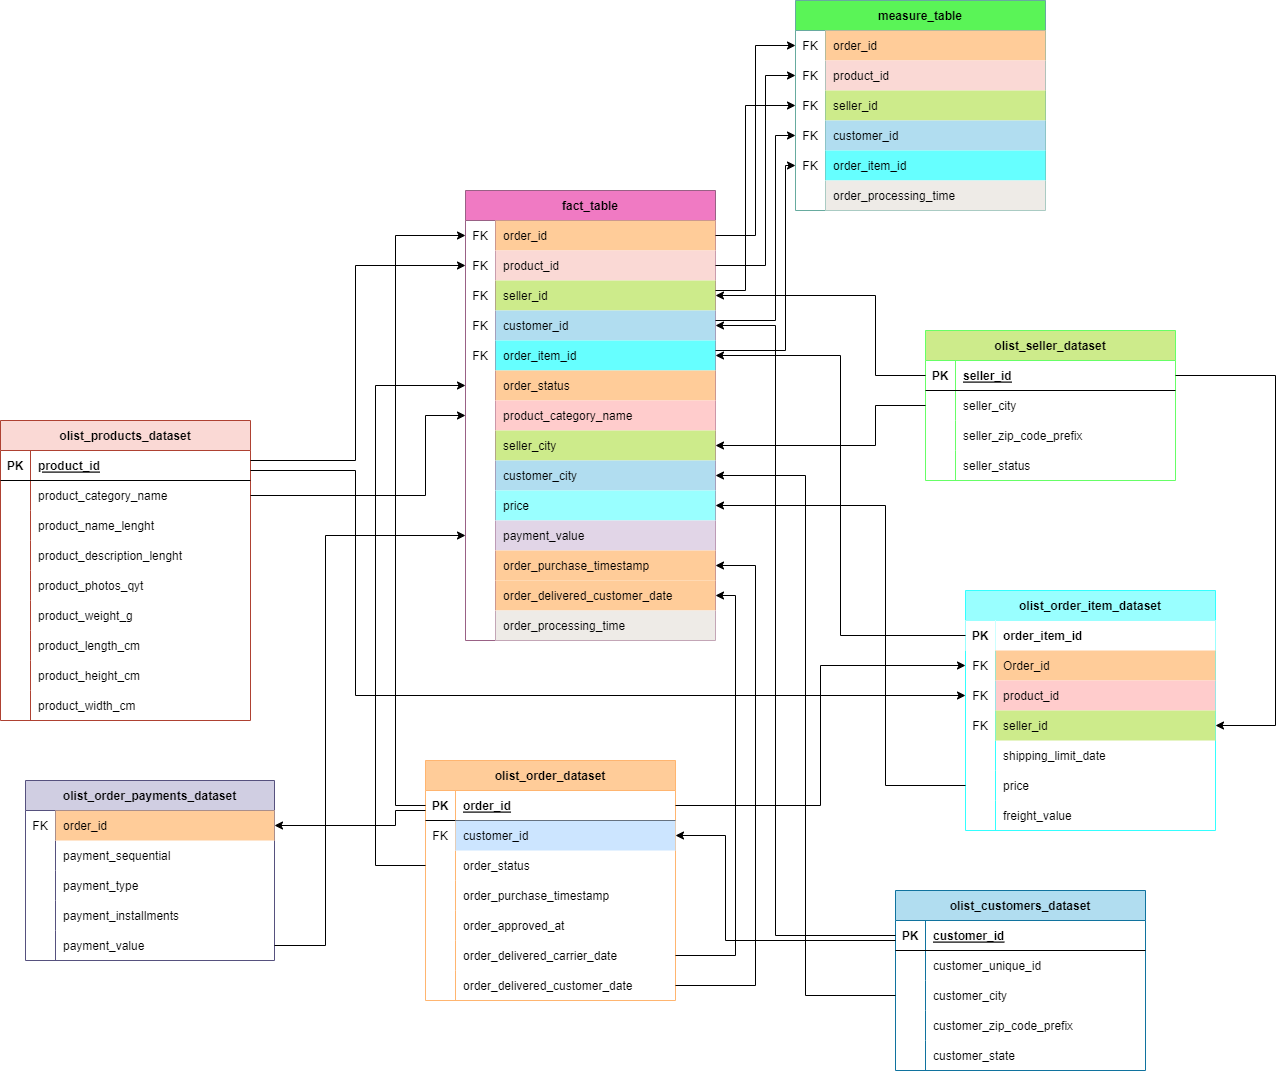 measure_table
FK order_id
FK product_id
FK seller_id
FK customer_id
FK order_item_id
order_processing_time
fact_table
FK order_id
FK product_id
FK seller_id
FK customer_id
FK order_item_id
order_status
product_category_name
seller_city
customer_city
price
payment_value
order_purchase_timestamp
order_delivered_customer_date
order_processing_time
olist_seller_dataset
PK seller_id
seller_city
seller_zip_code_prefix
seller_status
olist_products_dataset
PK product_id
product_category_name
product_name_lenght
product_description_lenght
product_photos_qyt
product_weight_g
product_length_cm
product_height_cm
product_width_cm
olist_order_item_dataset
PK order_item_id
FK Order_id
FK product_id
FK seller_id
shipping_limit_date
price
freight_value
olist_order_payments_dataset
FK order_id
payment_sequential
payment_type
payment_installments
payment_value
olist_order_dataset
PK order_id
FK customer_id
order_status
order_purchase_timestamp
order_approved_at
order_delivered_carrier_date
order_delivered_customer_date
olist_customers_dataset
PK customer_id
customer_unique_id
customer_city
customer_zip_code_prefix
customer_state